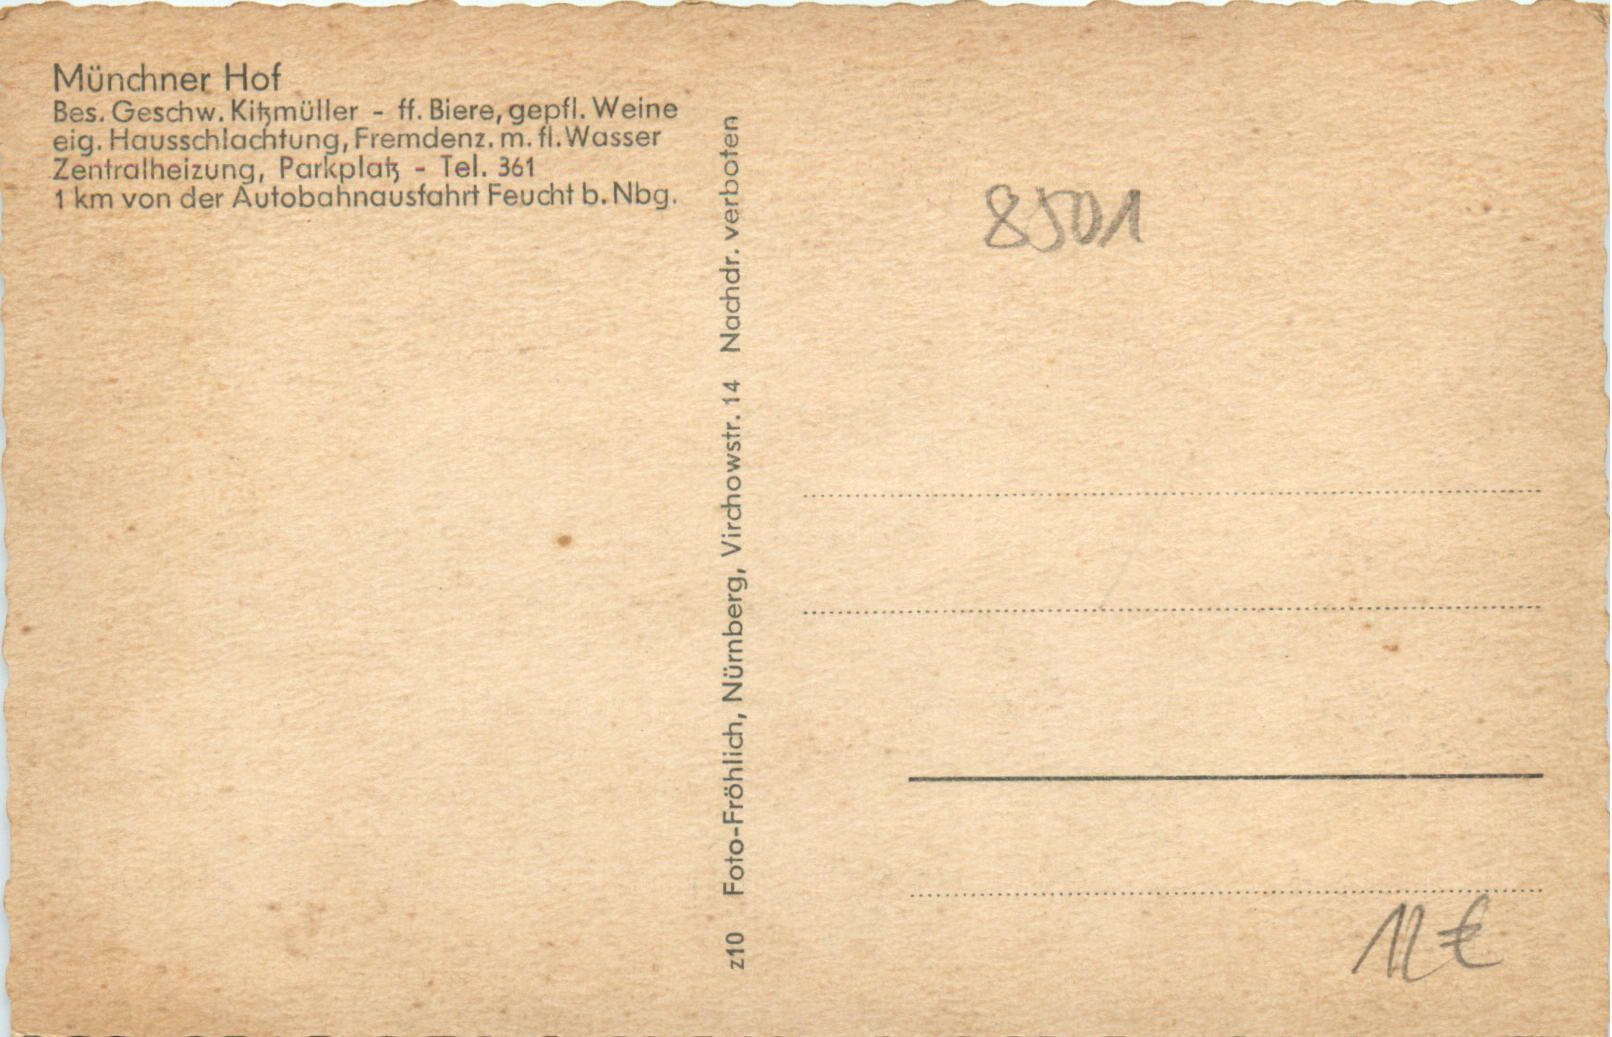 Münchner Hof
Bes. Geschw. Kitzmüller - ff. Biere, gepfl. Weine
eig. Hausschlachtung, Fremdenz. m. fl. Wasser
Zentralheizung, Parkplatz - Tel. 361
1 km von der Autobahnausfahrt Feucht b. Nbg.
z10 Foto-Fröhlich, Nürnberg, Virchowstr. 14 Nachdr. verboten
8501
12€